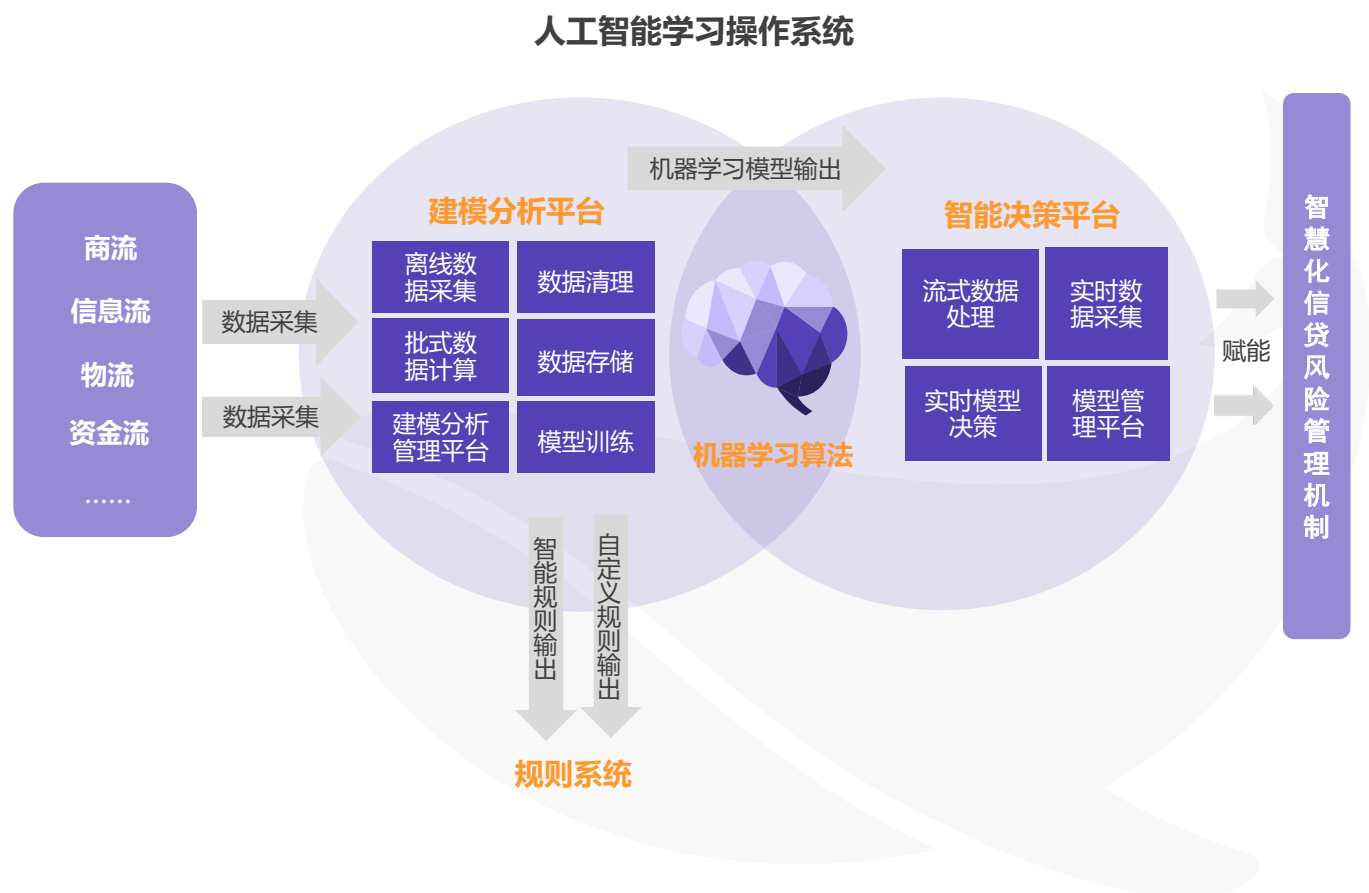 人工智能学习操作系统
商流
信息流
物流
资金流
......
数据采集
数据采集
建模分析平台
离线数
据采集
数据清理
批式数
据计算
数据存储
建模分析
管理平台
模型训练
机器学习模型输出
机器学习算法
智能决策平台
流式数据
处理
实时数
据采集
实时模型
决策
模型管
理平台
赋能
智慧化信贷风险管理机制
智能规则输出
自定义规则输出
规则系统